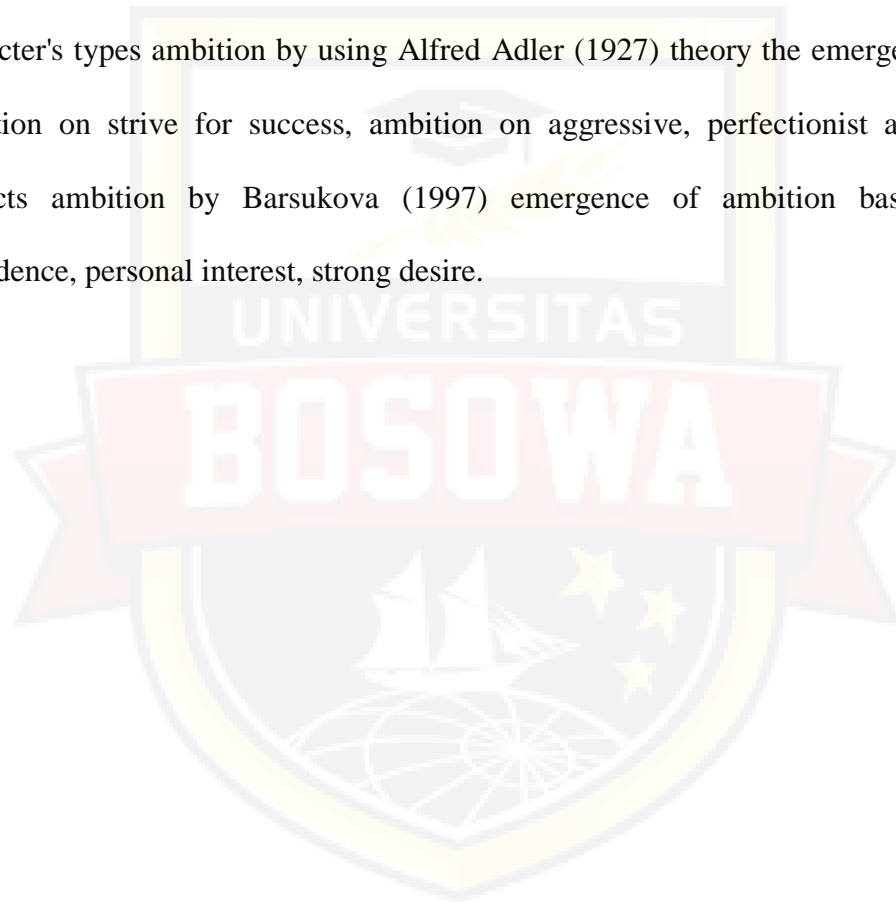 cter's types ambition by using Alfred Adler (1927) theory the emerge
tion on strive for success, ambition on aggressive, perfectionist a
cts ambition by Barsukova (1997) emergence of ambition bas
dence, personal interest, strong desire.
UNIVERSITAS
BOSOWA